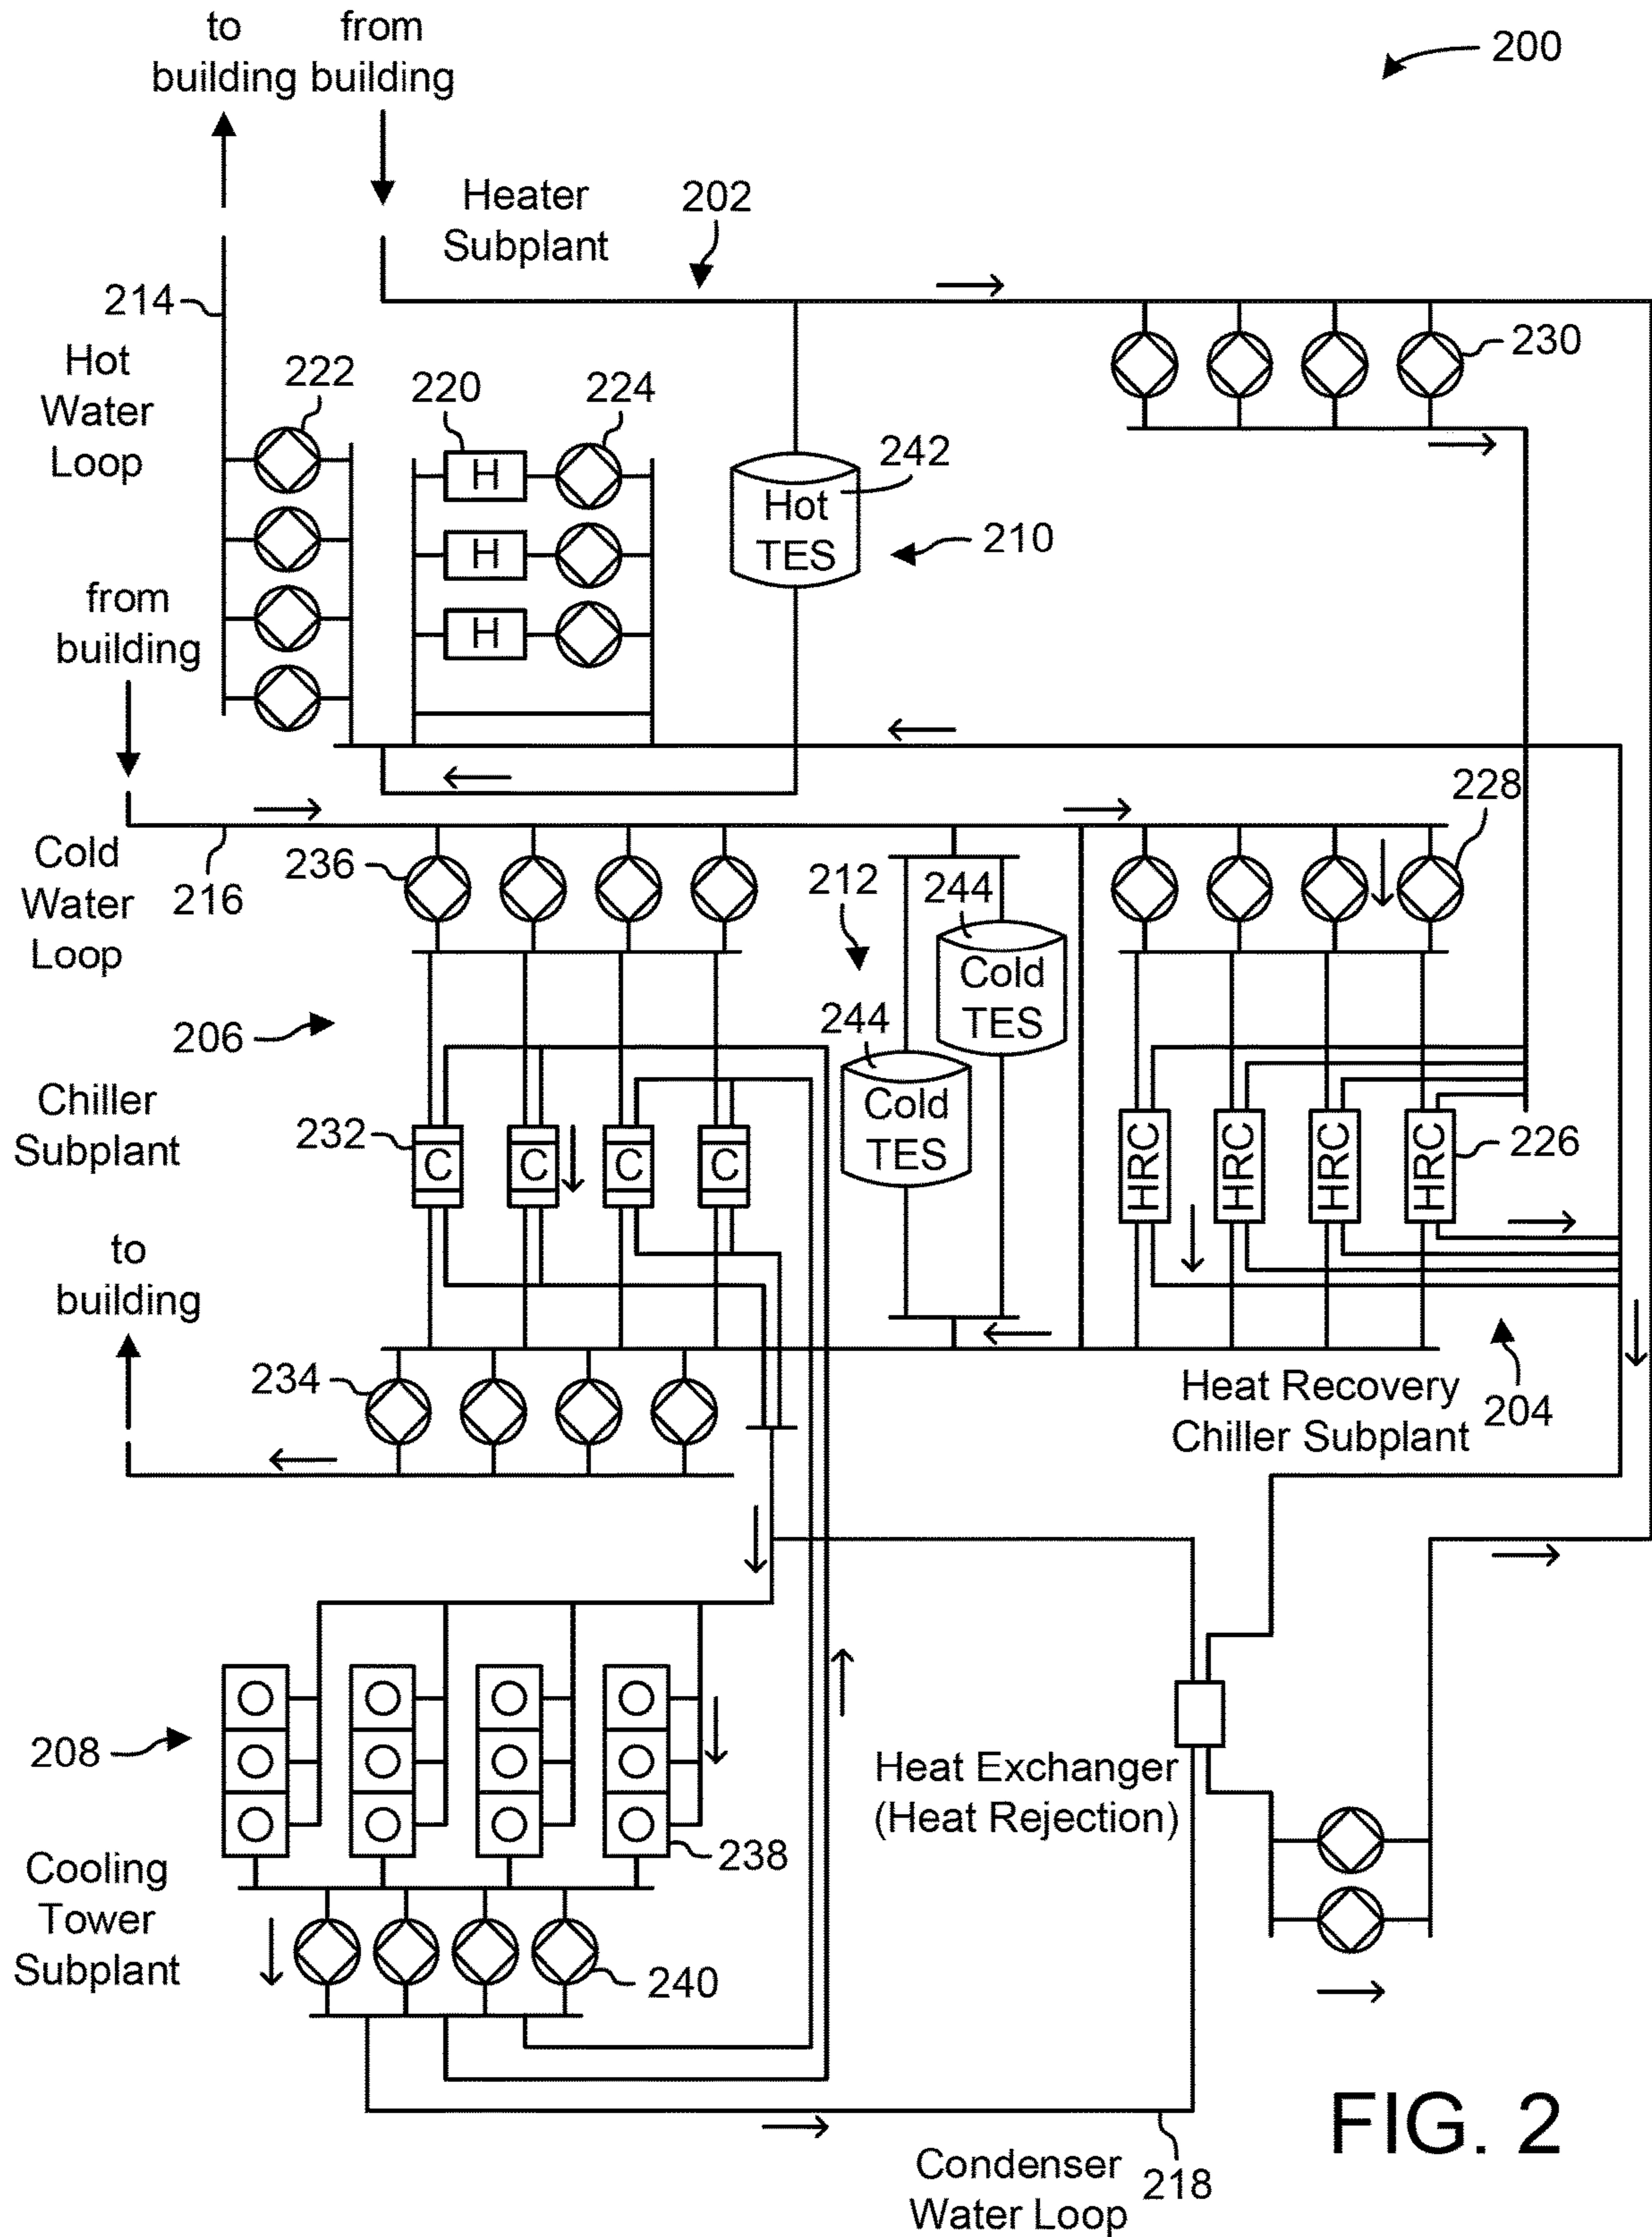 to
building
from
building
200
Heater
Subplant
202
214
Hot
Water
Loop
222
220
224
230
H
H
H
Hot
TES
242
210
from
building
228
Cold
Water
Loop
216
236
212
244
Cold
TES
244
Cold
TES
206
Chiller
Subplant
232
C
C
C
C
HRC
HRC
HRC
HRC
226
to
building
234
Heat Recovery
Chiller Subplant
204
208
238
Heat Exchanger
(Heat Rejection)
Cooling
Tower
Subplant
240
Condenser
Water Loop
218
FIG. 2